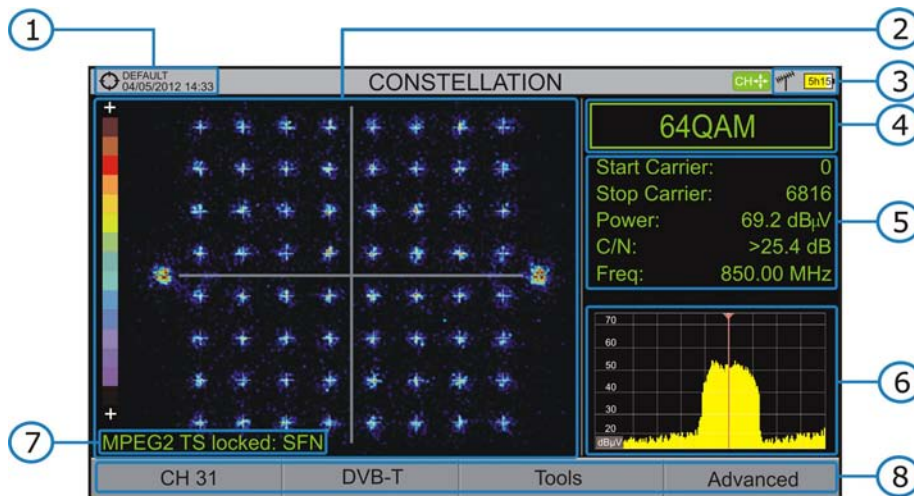 1
2
DEFAULT
04/05/2012 14:33
CONSTELLATION
CH
5h15
3
+
64QAM
4
Start Carrier: 0
Stop Carrier: 6816
Power: 69.2 dBµV
C/N: >25.4 dB
Freq: 850.00 MHz
5
70
60
50
40
30
20
dBµV
6
+
7
MPEG2 TS locked: SFN
CH 31
DVB-T
Tools
Advanced
8